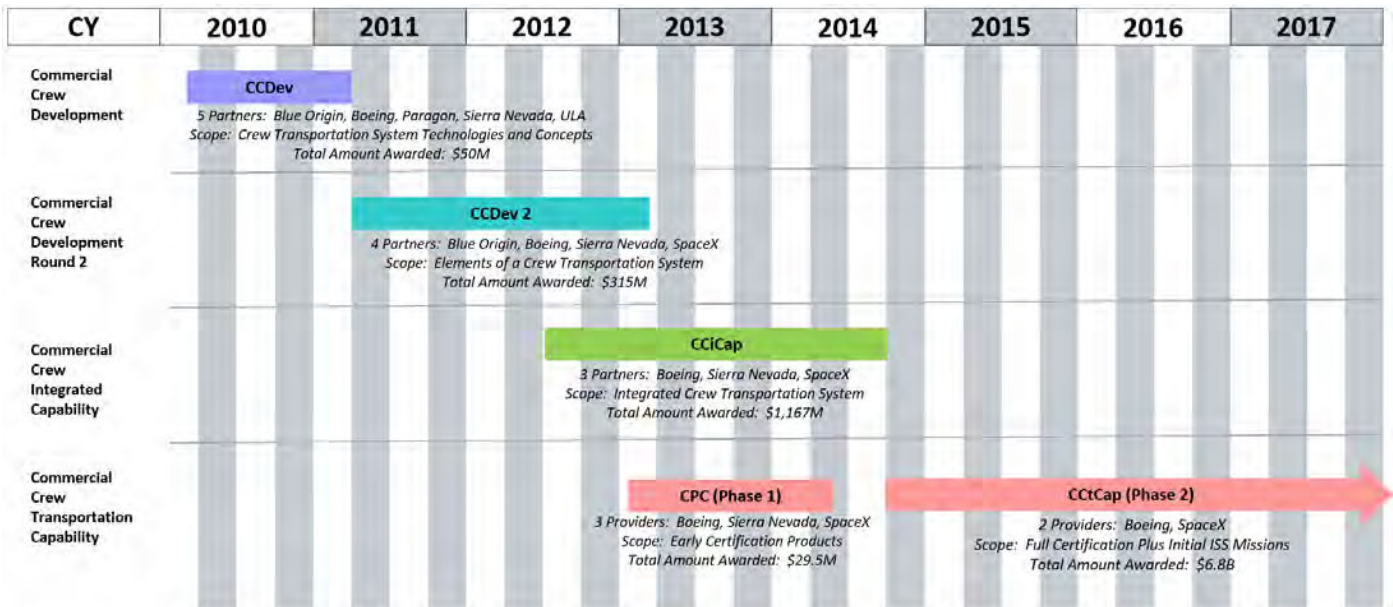 CY 2010 2011 2012 2013 2014 2015 2016 2017
Commercial
Crew
Development
CCDev
5 Partners: Blue Origin, Boeing, Paragon, Sierra Nevada, ULA
Scope: Crew Transportation System Technologies and Concepts
Total Amount Awarded: $50M
Commercial
Crew
Development
Round 2
CCDev 2
4 Partners: Blue Origin, Boeing, Sierra Nevada, SpaceX
Scope: Elements of a Crew Transportation System
Total Amount Awarded: $315M
Commercial
Crew
Integrated
Capability
CCiCap
3 Partners: Boeing, Sierra Nevada, SpaceX
Scope: Integrated Crew Transportation System
Total Amount Awarded: $1,167M
Commercial
Crew
Transportation
Capability
CPC (Phase 1)
3 Providers: Boeing, Sierra Nevada, SpaceX
Scope: Early Certification Products
Total Amount Awarded: $29.5M
CCtCap (Phase 2)
2 Providers: Boeing, SpaceX
Scope: Full Certification Plus Initial ISS Missions
Total Amount Awarded: $6.8B